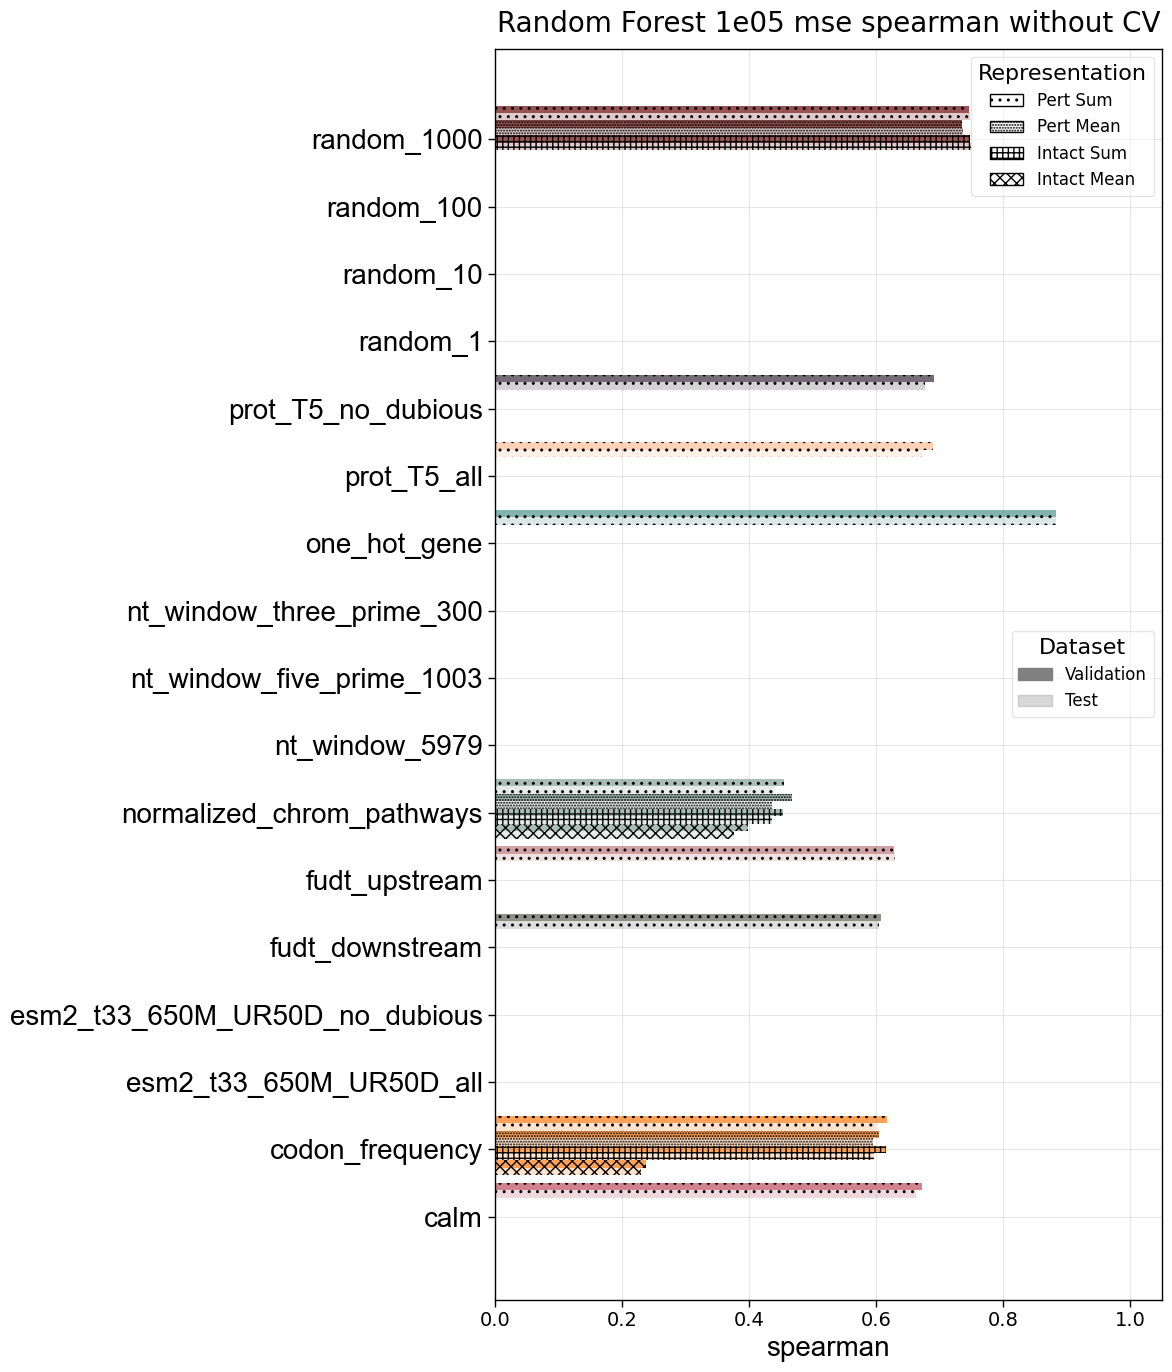 Random Forest 1e05 mse spearman without CV
Representation
Pert Sum
Pert Mean
Intact Sum
Intact Mean
random_1000
random_100
random_10
random_1
prot_T5_no_dubious
prot_T5_all
one_hot_gene
nt_window_three_prime_300
Dataset
Validation
Test
nt_window_five_prime_1003
nt_window_5979
normalized_chrom_pathways
fudt_upstream
fudt_downstream
esm2_t33_650M_UR50D_no_dubious
esm2_t33_650M_UR50D_all
codon_frequency
calm
0.0 0.2 0.4 0.6 0.8 1.0
spearman